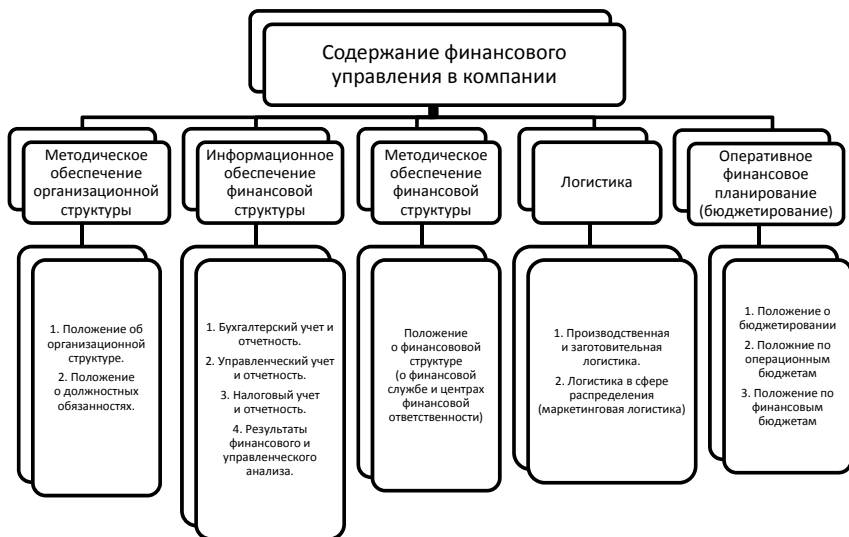 Содержание финансового
управления в компании
Методическое
обеспечение
организационной
структуры
Информационное
обеспечение
финансовой
структуры
Методическое
обеспечение
финансовой
структуры
Логистика
Оперативное
финансовое
планирование
(бюджетирование)
1. Положение об
организационной
структуре.
2. Положение
о должностных
обязанностях.
1. Бухгалтерский учет и
отчетность.
2. Управленческий учет
и отчетность.
3. Налоговый учет
и отчетность.
4. Результаты
финансового и
управленческого
анализа.
Положение
о финансововой
структуре
(о финансовой
службе и центрах
финансовой
ответственности)
1. Производственная
и заготовительная
логистика.
2. Логистика в сфере
распределения
(маркетинговая логистика)
1. Положение о
бюджетировании
2. Положние по
операционным
бюджетам
3. Положение по
финансовым
бюджетам